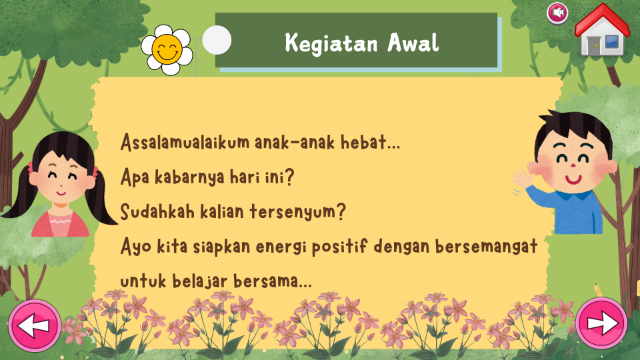 Kegiatan Awal
Assalamualaikum anak-anak hebat...
Apa kabarnya hari ini?
Sudahkah kalian tersenyum?
Ayo kita siapkan energi positif dengan bersemangat
untuk belajar bersama...